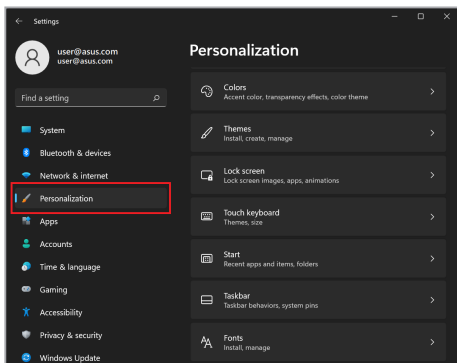 Settings
user@asus.com
user@asus.com
Find a setting
System
Bluetooth & devices
Network & internet
Personalization
Apps
Accounts
Time & language
Gaming
Accessibility
Privacy & security
Windows Update
Personalization
Colors
Accent color, transparency effects, color theme
Themes
Install, create, manage
Lock screen
Lock screen images, apps, animations
Touch keyboard
Themes, size
Start
Recent apps and items, folders
Taskbar
Taskbar behaviors, system pins
Fonts
Install, manage